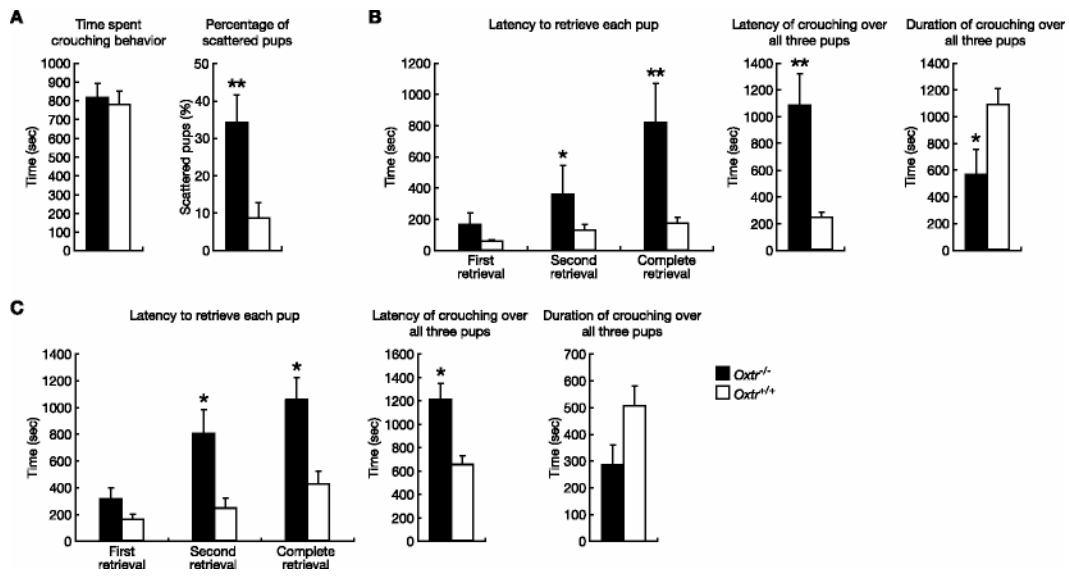 A
Time spent
crouching behavior
Time (sec)
1000
900
800
700
600
500
400
300
200
100
0
Percentage of
scattered pups
Scattered pups (%)
50
40
30
20
10
0
**
B
Latency to retrieve each pup
Time (sec)
1200
1000
800
600
400
200
0
*
**
First
retrieval
Second
retrieval
Complete
retrieval
Latency of crouching over
all three pups
Time (sec)
1400
1200
1000
800
600
400
200
0
**
Duration of crouching over
all three pups
Time (sec)
1400
1200
1000
800
600
400
200
0
*
C
Latency to retrieve each pup
Time (sec)
1400
1200
1000
800
600
400
200
0
*
*
First
retrieval
Second
retrieval
Complete
retrieval
Latency of crouching over
all three pups
Time (sec)
1600
1400
1200
1000
800
600
400
200
0
*
Duration of crouching over
all three pups
Time (sec)
700
600
500
400
300
200
100
0
Oxtr-/-
Oxtr+/+